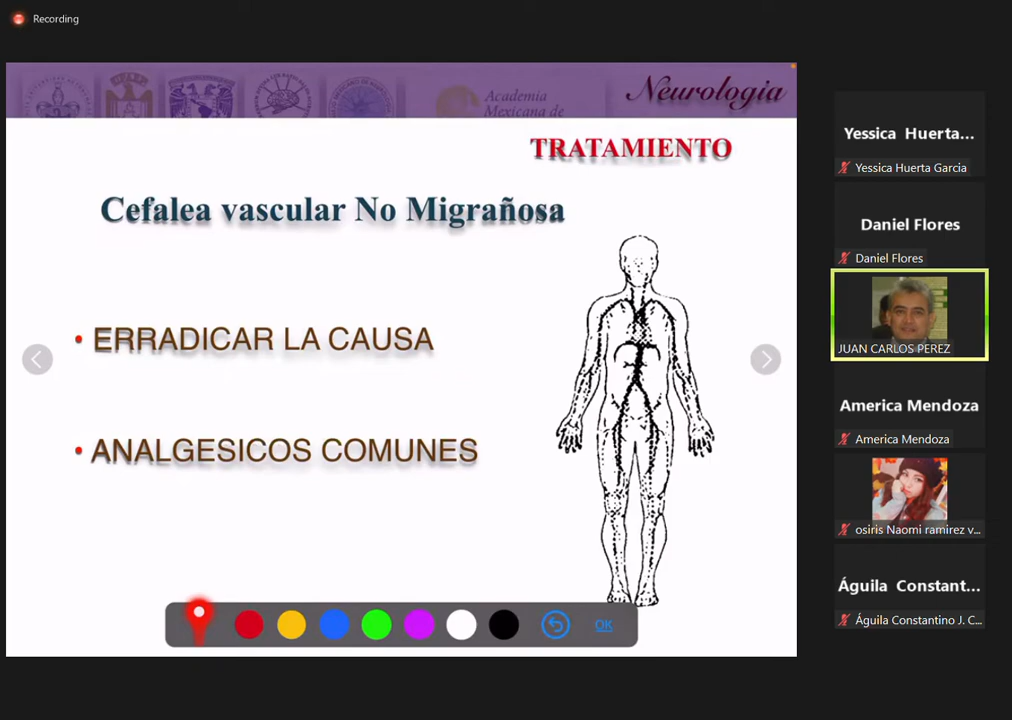 Recording
Neurologia
Academia
Mexicana de
TRATAMIENTO
Cefalea vascular No Migrañosa
• ERRADICAR LA CAUSA
• ANALGESICOS COMUNES
OK
Yessica Huerta...
Yessica Huerta Garcia
Daniel Flores
Daniel Flores
JUAN CARLOS PEREZ
America Mendoza
America Mendoza
osiris Naomi ramirez v...
Águila Constant...
Águila Constantino J. C...